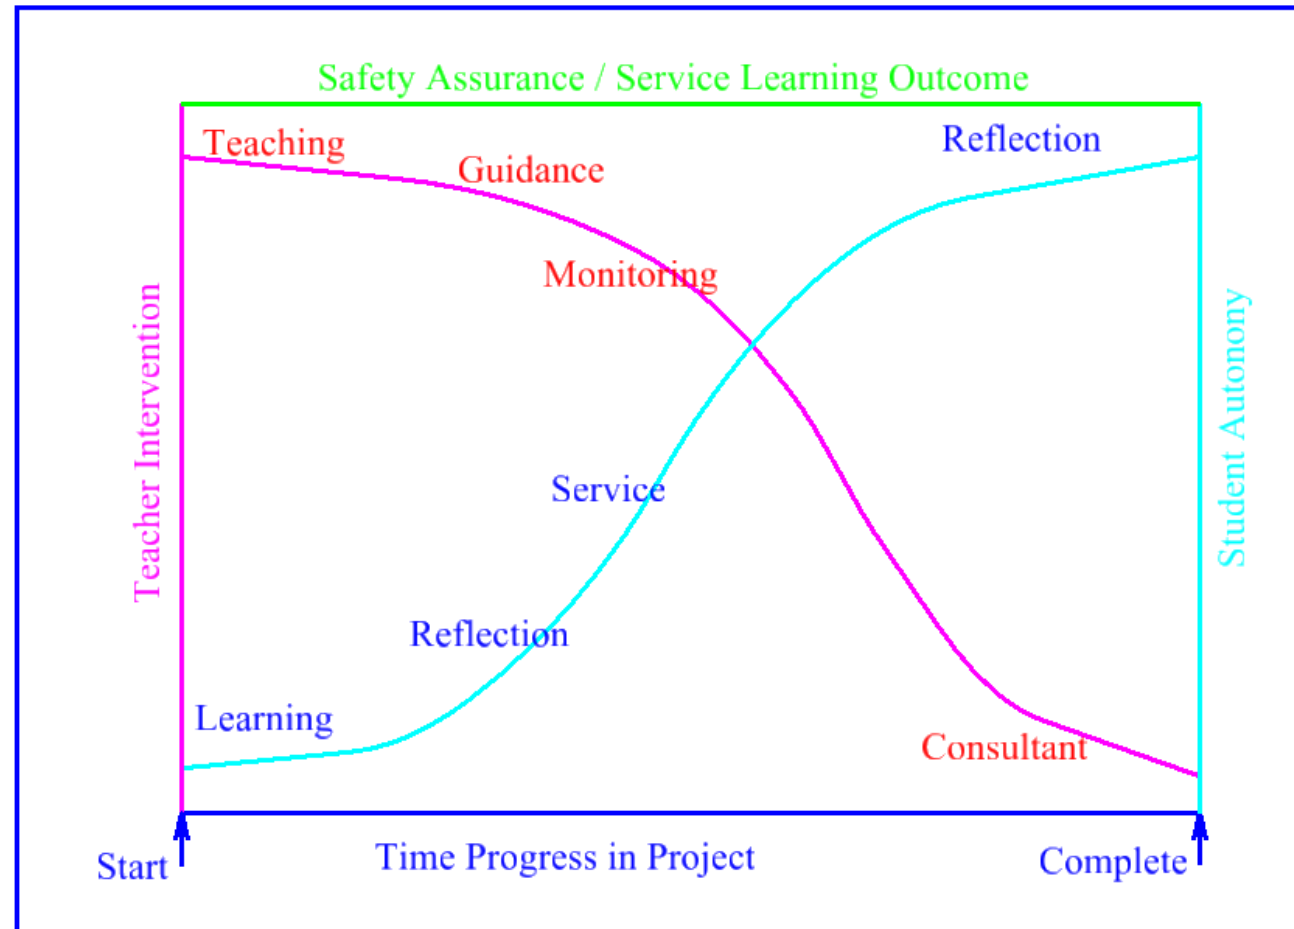 Safety Assurance / Service Learning Outcome
Teaching
Guidance
Reflection
Monitoring
Teacher Intervention
Student Autonony
Service
Reflection
Learning
Consultant
Start
Time Progress in Project
Complete